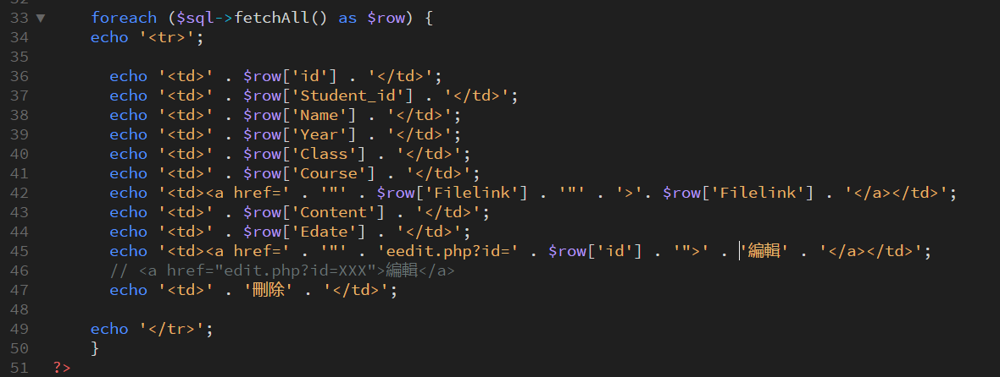 33 ▼ foreach ($sql->fetchAll() as $row) {
34 echo '<tr>';
35
36 echo '<td>' . $row['id'] . '</td>';
37 echo '<td>' . $row['Student_id'] . '</td>';
38 echo '<td>' . $row['Name'] . '</td>';
39 echo '<td>' . $row['Year'] . '</td>';
40 echo '<td>' . $row['Class'] . '</td>';
41 echo '<td>' . $row['Course'] . '</td>';
42 echo '<td><a href=' . '"' . $row['Filelink'] . '"' . '>'. $row['Filelink'] . '</a></td>';
43 echo '<td>' . $row['Content'] . '</td>';
44 echo '<td>' . $row['Edate'] . '</td>';
45 echo '<td><a href=' . '"' . 'eedit.php?id=' . $row['id'] . '">' . '編輯' . '</a></td>';
46 // <a href="edit.php?id=XXX">編輯</a>
47 echo '<td>' . '刪除' . '</td>';
48
49 echo '</tr>';
50 }
51 ?>